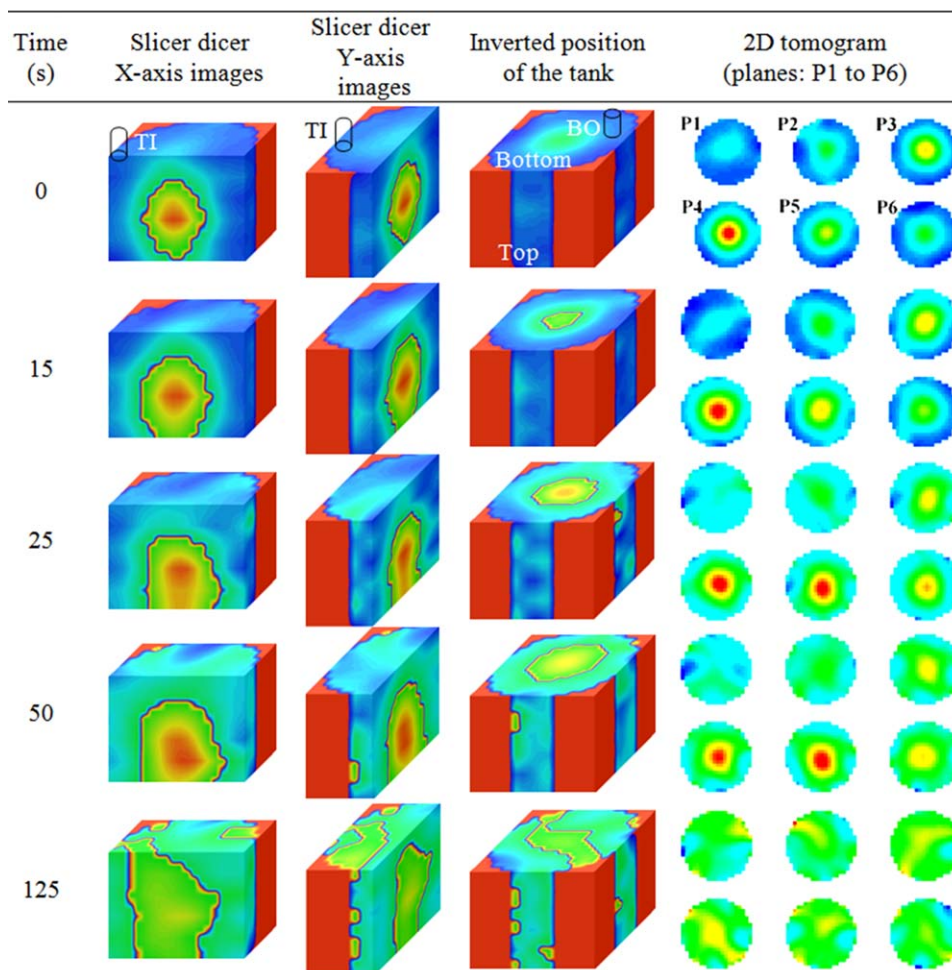 Time
(s)
Slicer dicer
X-axis images
Slicer dicer
Y-axis
images
Inverted position
of the tank
2D tomogram
(planes: P1 to P6)
0
TI
TI
BO
Bottom
Top
P1
P2
P3
P4
P5
P6
15
25
50
125